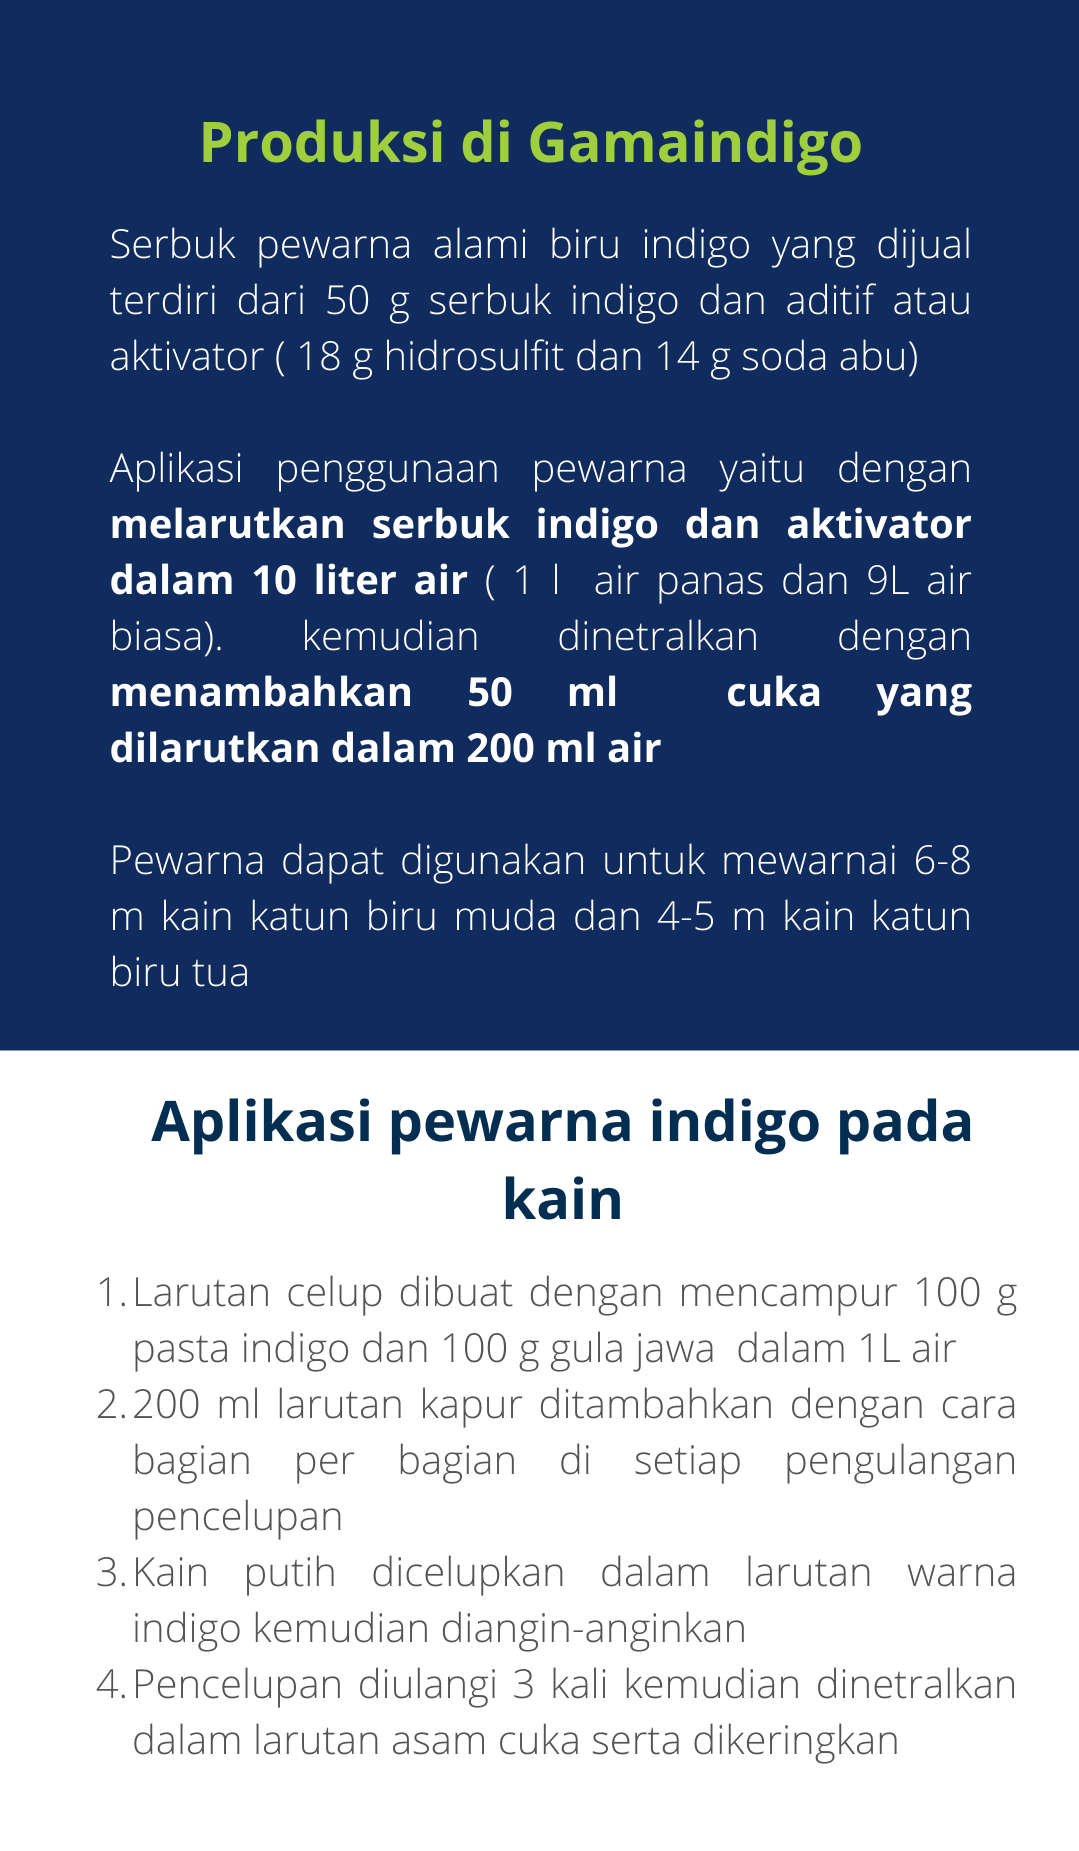 Produksi di Gamaindigo
Serbuk pewarna alami biru indigo yang dijual
terdiri dari 50 g serbuk indigo dan aditif atau
aktivator ( 18 g hidrosulfit dan 14 g soda abu)
Aplikasi penggunaan pewarna yaitu dengan
melarutkan serbuk indigo dan aktivator
dalam 10 liter air ( 1 l  air panas dan 9L air
biasa). kemudian dinetralkan dengan
menambahkan 50 ml  cuka yang
dilarutkan dalam 200 ml air
Pewarna dapat digunakan untuk mewarnai 6-8
m kain katun biru muda dan 4-5 m kain katun
biru tua
Aplikasi pewarna indigo pada
kain
1. Larutan celup dibuat dengan mencampur 100 g
pasta indigo dan 100 g gula jawa  dalam 1L air
2. 200 ml larutan kapur ditambahkan dengan cara
bagian per bagian di setiap pengulangan
pencelupan
3. Kain putih dicelupkan dalam larutan warna
indigo kemudian diangin-anginkan
4. Pencelupan diulangi 3 kali kemudian dinetralkan
dalam larutan asam cuka serta dikeringkan